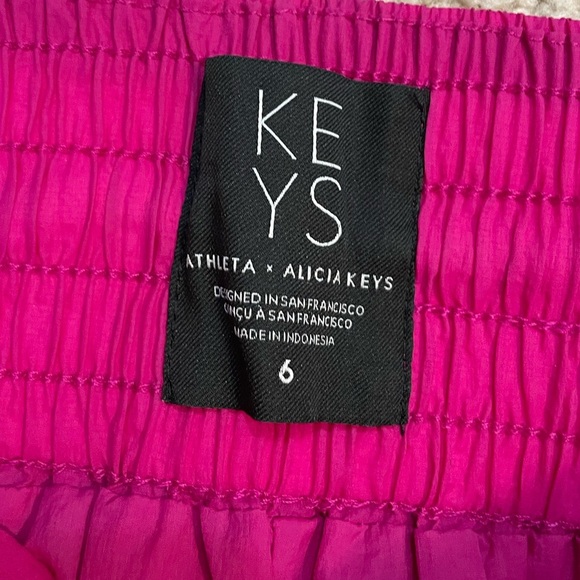 KE
YS
ATHLETA × ALICIA KEYS
DESIGNED IN SAN FRANCISCO
CONÇU À SAN FRANCISCO
MADE IN INDONESIA
6